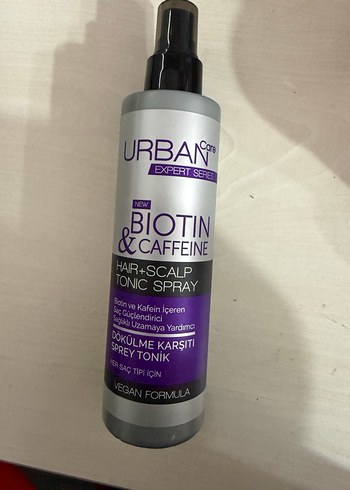 URBAN Care
EXPERT SERIES
NEW
BIOTIN
& CAFFEINE
HAIR+SCALP
TONIC SPRAY
Biotin ve Kafein İçeren
Saç Güçlendirici
Sağlıklı Uzamaya Yardımcı
DÖKÜLME KARŞITI
SPREY TONİK
HER SAÇ TİPİ İÇİN
VEGAN FORMULA